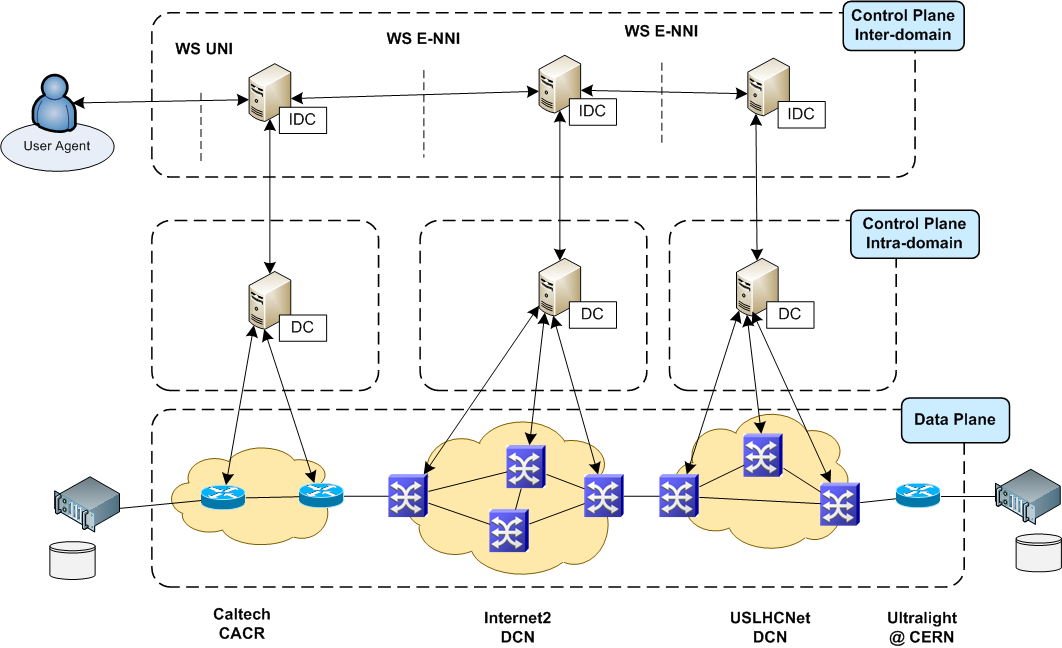 Control Plane
Inter-domain
WS UNI
WS E-NNI
WS E-NNI
IDC
IDC
IDC
User Agent
Control Plane
Intra-domain
DC
DC
DC
Data Plane
Caltech
CACR
Internet2
DCN
USLHCNet
DCN
Ultralight
@ CERN